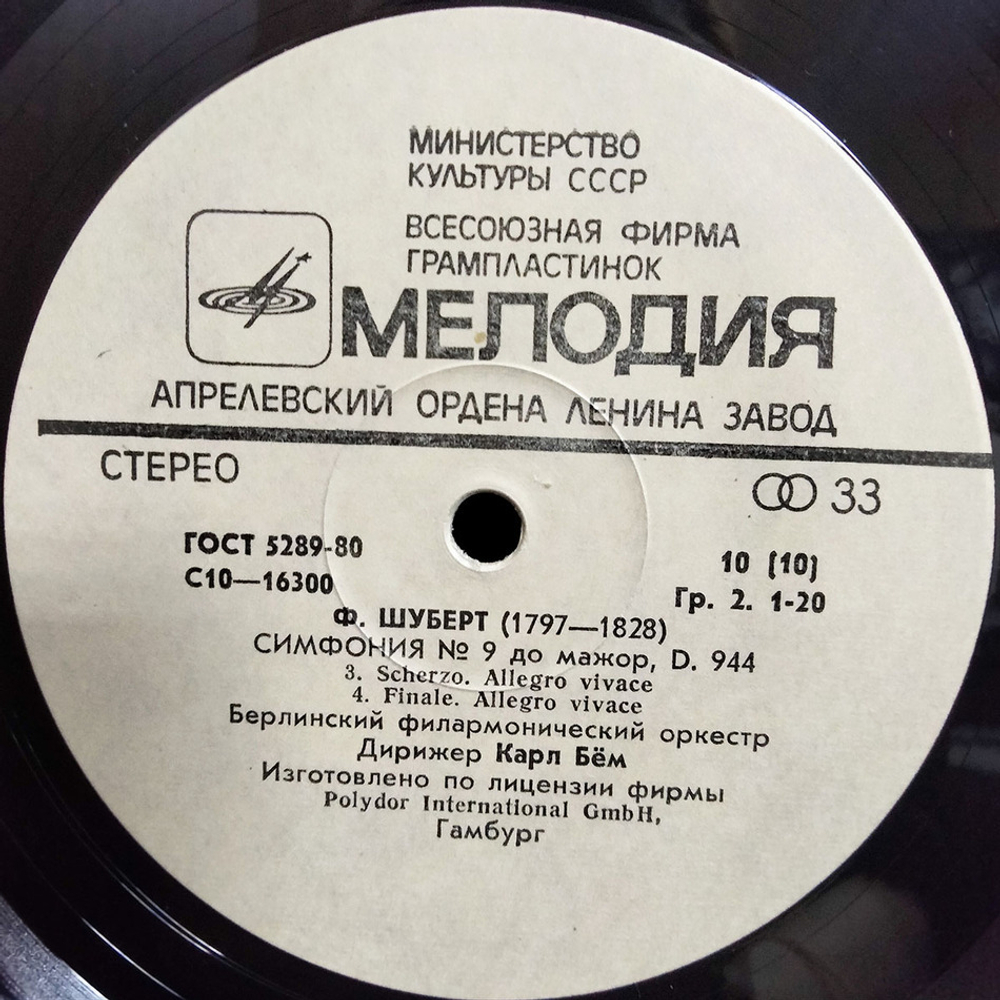 МИНИСТЕРСТВО
КУЛЬТУРЫ СССР
ВСЕСОЮЗНАЯ ФИРМА
ГРАМПЛАСТИНОК
МЕЛОДИЯ
АПРЕЛЕВСКИЙ ОРДЕНА ЛЕНИНА ЗАВОД
СТЕРЕО 33
ГОСТ 5289-80 10 (10)
С10—16300 Гр. 2. 1-20
Ф. ШУБЕРТ (1797—1828)
СИМФОНИЯ № 9 до мажор, D. 944
3. Scherzo. Allegro vivace
4. Finale. Allegro vivace
Берлинский филармонический оркестр
Дирижер Карл Бём
Изготовлено по лицензии фирмы
Polydor International GmbH,
Гамбург